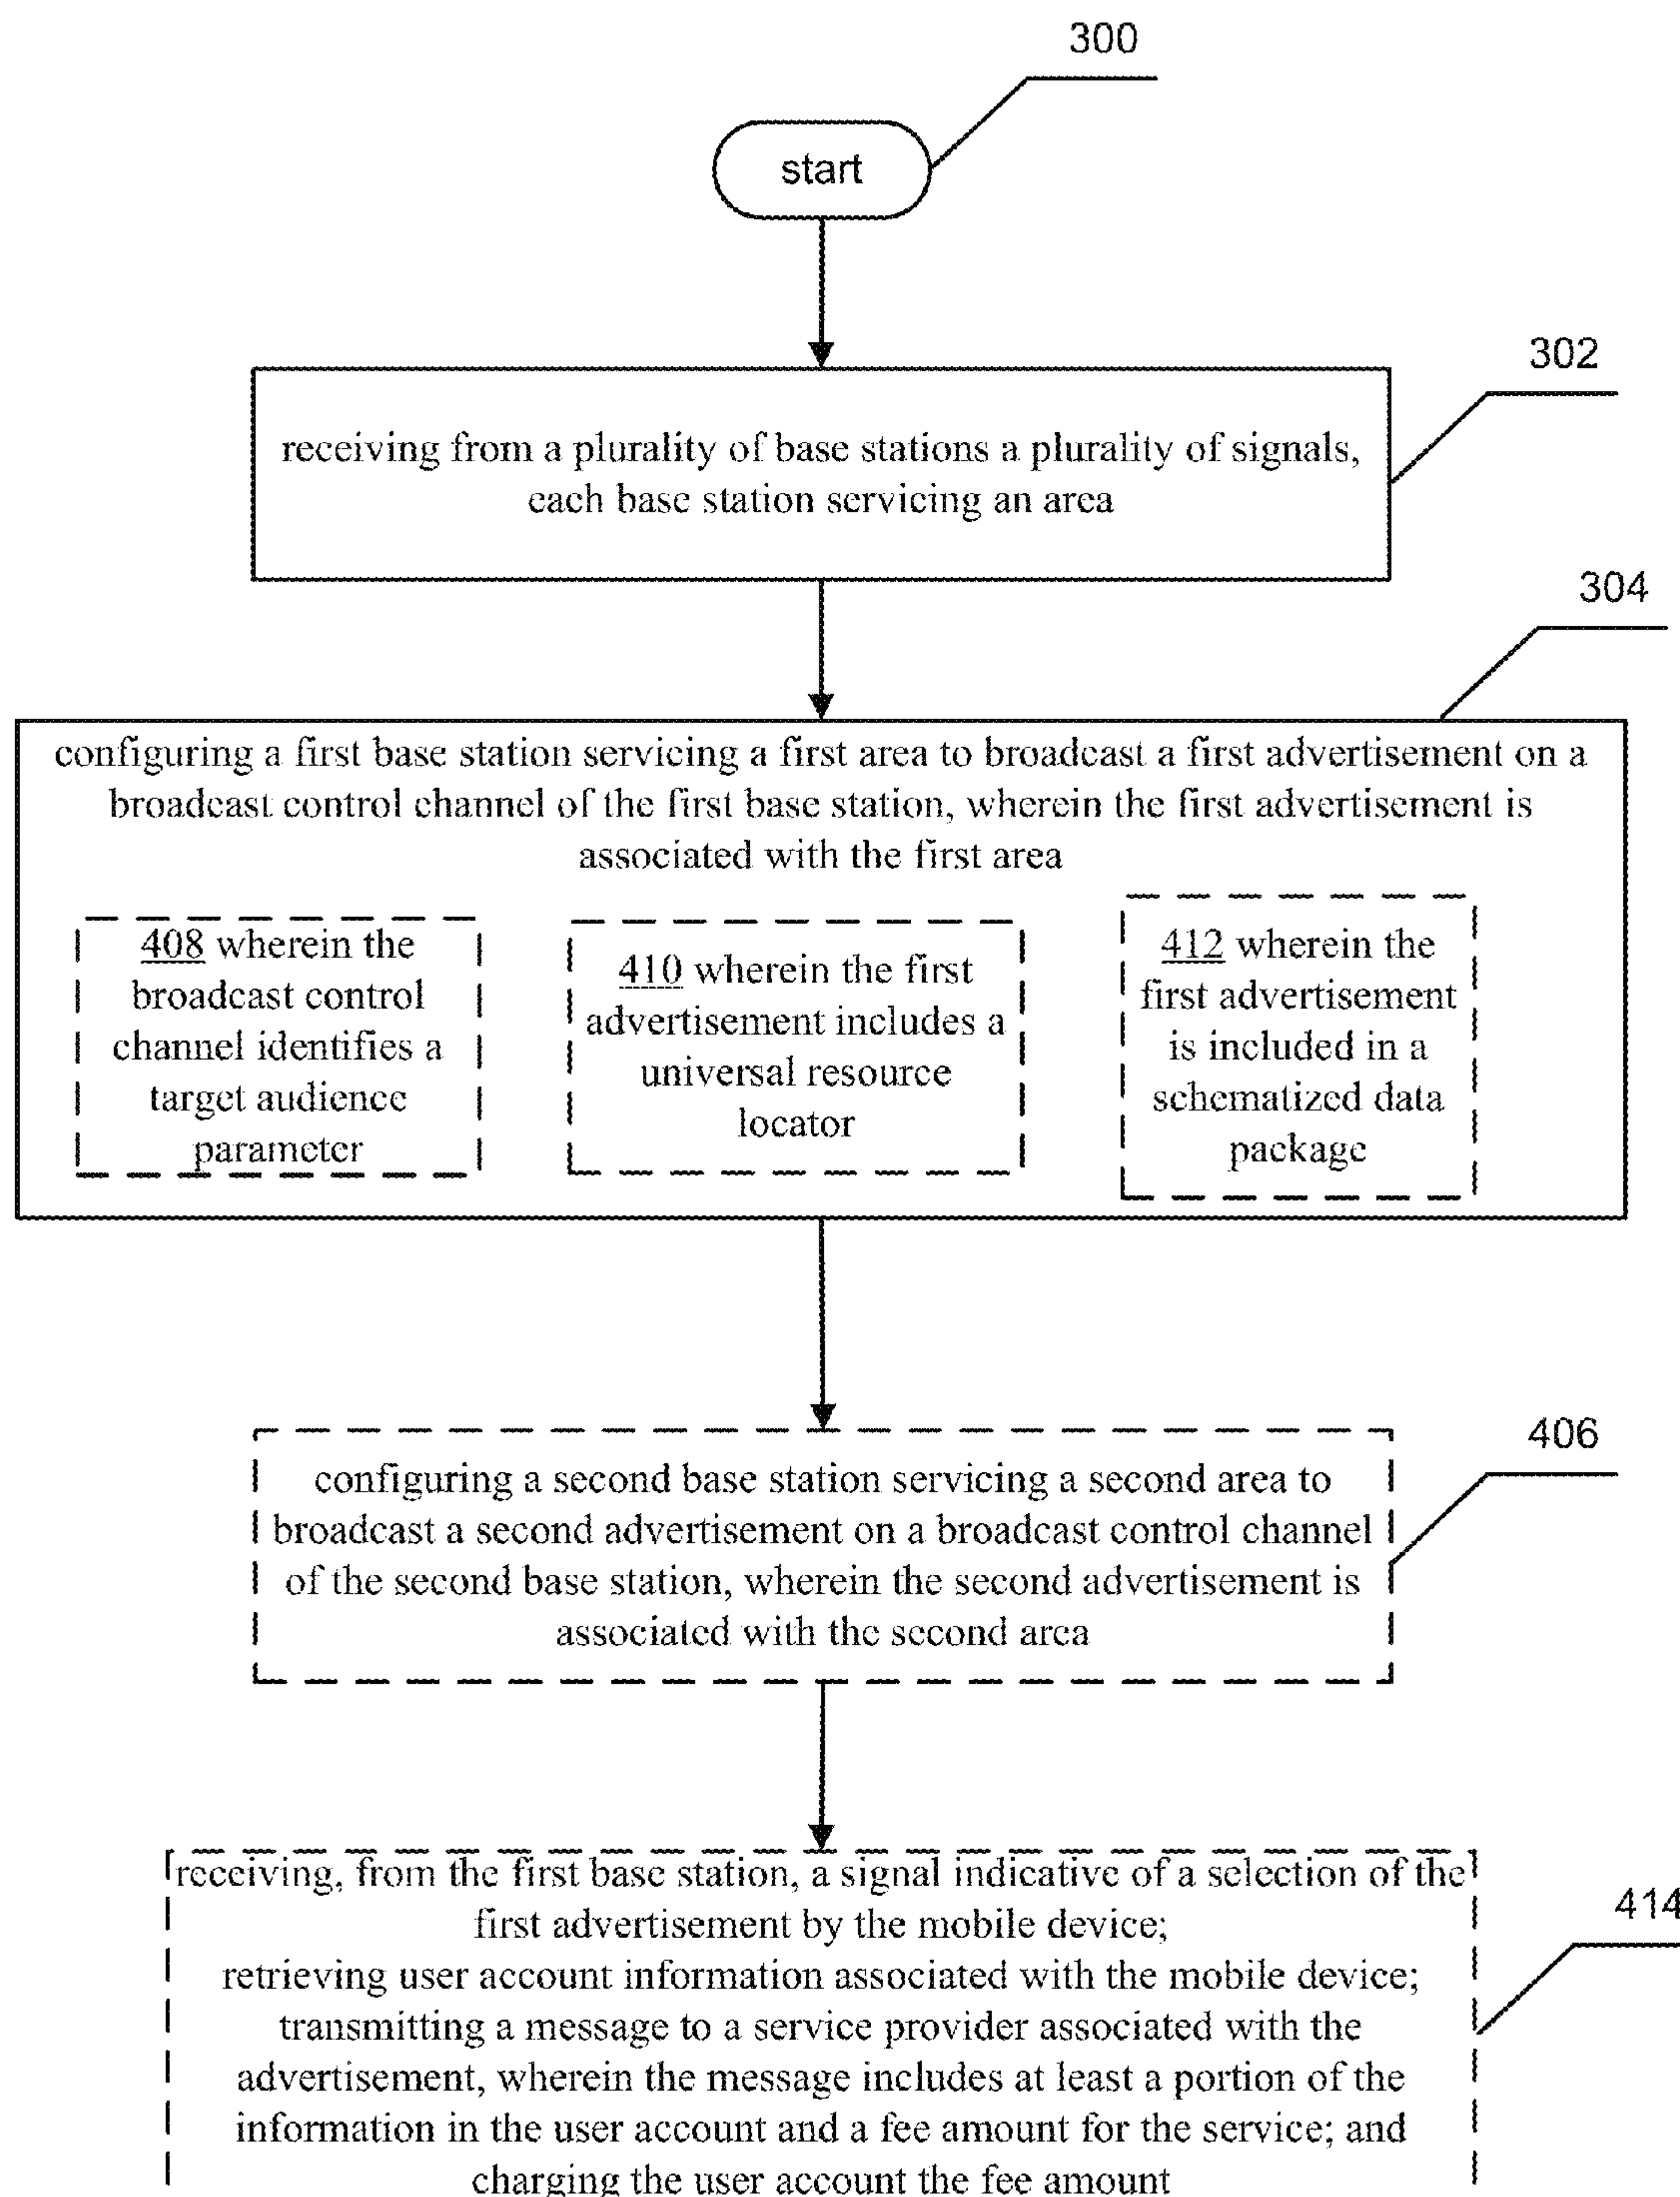 300
start
302
receiving from a plurality of base stations a plurality of signals,
each base station servicing an area
304
configuring a first base station servicing a first area to broadcast a first advertisement on a
broadcast control channel of the first base station, wherein the first advertisement is
associated with the first area
408 wherein the
broadcast control
channel identifies a
target audience
parameter
410 wherein the first
advertisement includes a
universal resource
locator
412 wherein the
first advertisement
is included in a
schematized data
package
406
configuring a second base station servicing a second area to
broadcast a second advertisement on a broadcast control channel
of the second base station, wherein the second advertisement is
associated with the second area
414
receiving, from the first base station, a signal indicative of a selection of the
first advertisement by the mobile device;
retrieving user account information associated with the mobile device;
transmitting a message to a service provider associated with the
advertisement, wherein the message includes at least a portion of the
information in the user account and a fee amount for the service; and
charging the user account the fee amount